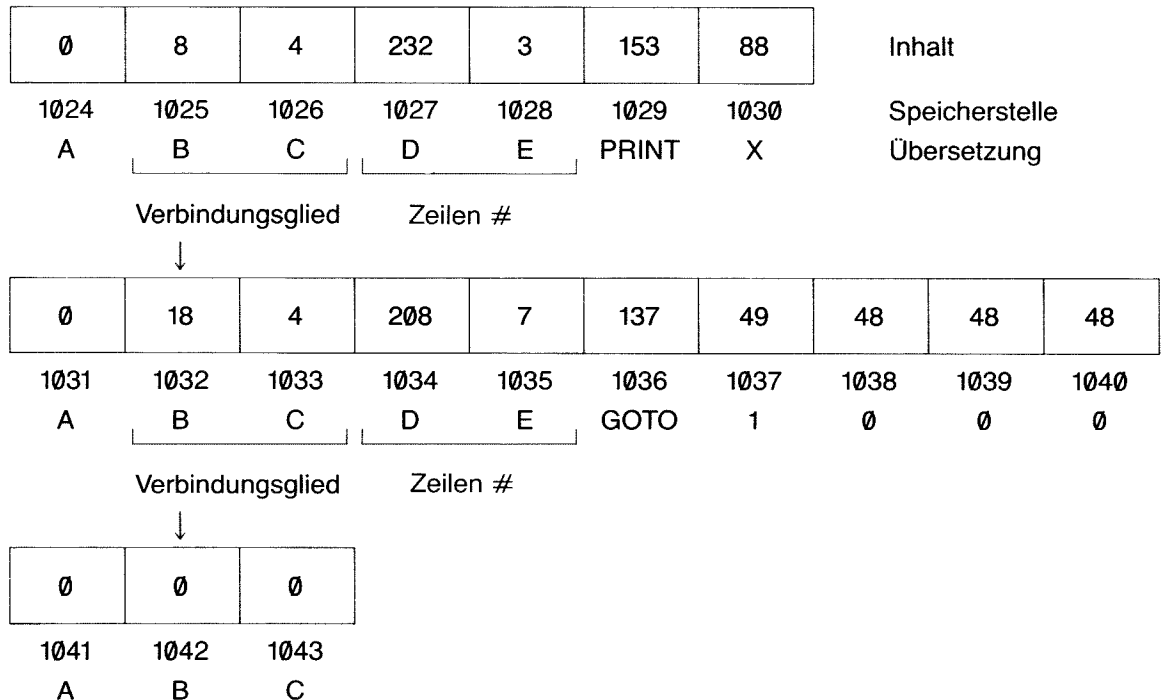 0 8 4 232 3 153 88 Inhalt
1024 1025 1026 1027 1028 1029 1030 Speicherstelle
A B C D E PRINT X Übersetzung
Verbindungsglied Zeilen #
0 18 4 208 7 137 49 48 48 48
1031 1032 1033 1034 1035 1036 1037 1038 1039 1040
A B C D E GOTO 1 0 0 0
Verbindungsglied Zeilen #
0 0 0
1041 1042 1043
A B C